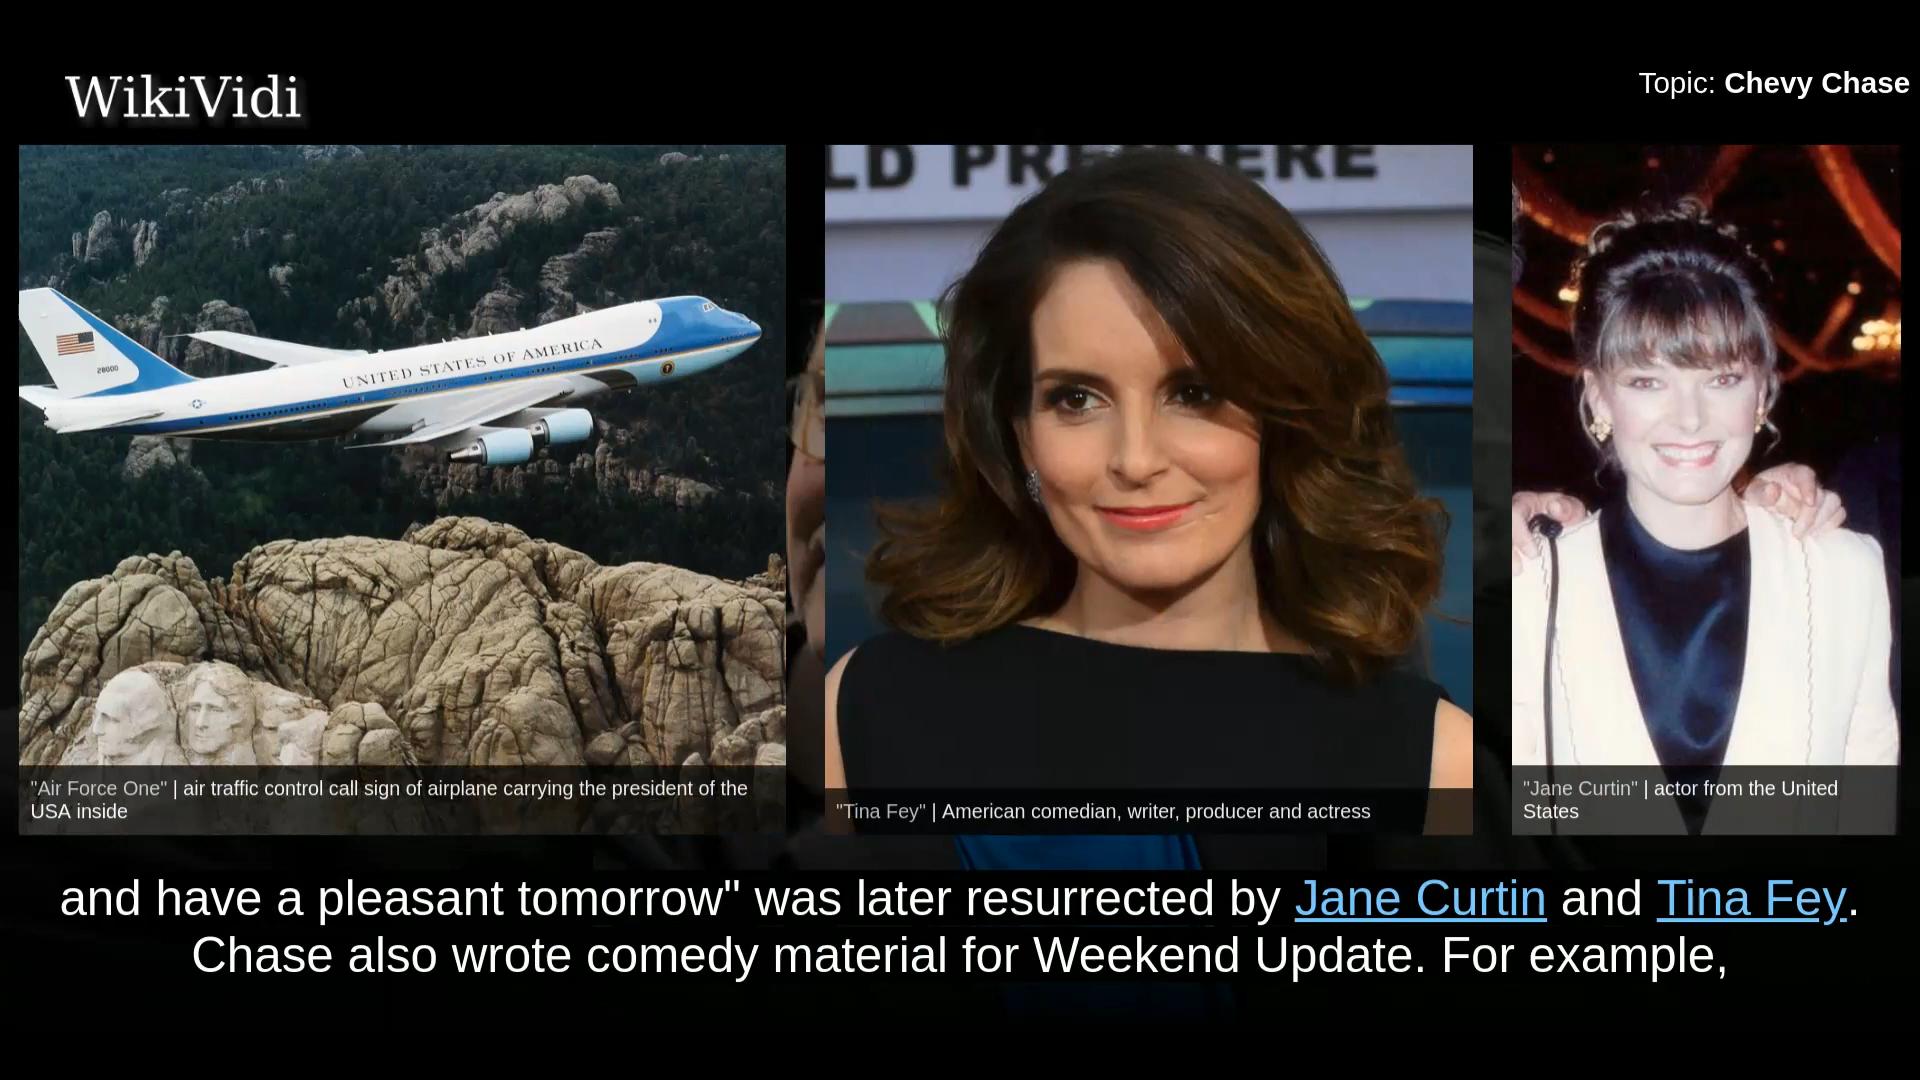 WikiVidi
Topic: Chevy Chase
LD PREMIERE
UNITED STATES OF AMERICA
28000
"Air Force One" | air traffic control call sign of airplane carrying the president of the
USA inside
"Tina Fey" | American comedian, writer, producer and actress
"Jane Curtin" | actor from the United
States
and have a pleasant tomorrow" was later resurrected by Jane Curtin and Tina Fey.
Chase also wrote comedy material for Weekend Update. For example,